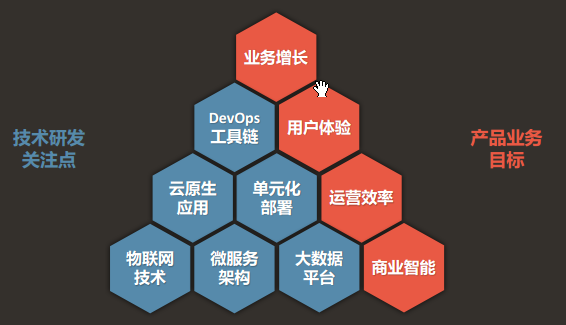 业务增长
DevOps
工具链
用户体验
技术研发
关注点
产品业务
目标
云原生
应用
单元化
部署
运营效率
物联网
技术
微服务
架构
大数据
平台
商业智能